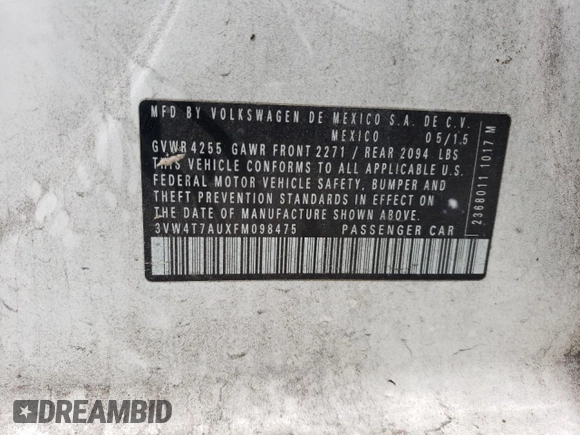 MFD BY VOLKSWAGEN DE MEXICO S.A. DE C.V.
MEXICO 05/15
GVWR 4255 GAWR FRONT 2271 / REAR 2094 LBS
THIS VEHICLE CONFORMS TO ALL APPLICABLE U.S.
FEDERAL MOTOR VEHICLE SAFETY, BUMPER AND
THEFT PREVENTION STANDARDS IN EFFECT ON
THE DATE OF MANUFACTURE SHOWN ABOVE.
3VW4T7AUXFM098475 PASSENGER CAR
2368011 1017 M
DREAMBID